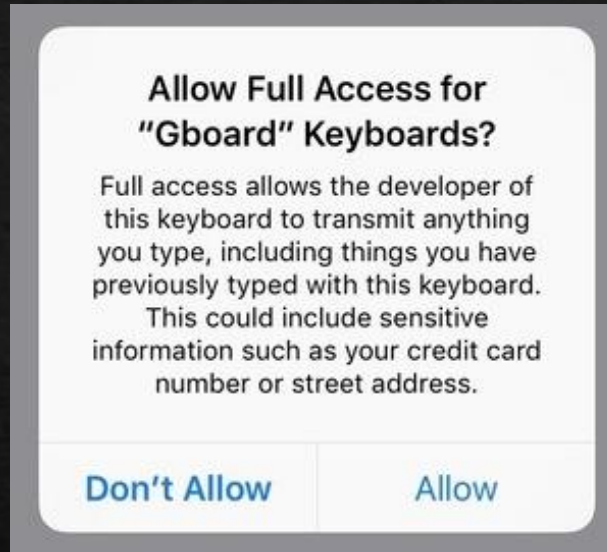 Allow Full Access for
“Gboard” Keyboards?
Full access allows the developer of
this keyboard to transmit anything
you type, including things you have
previously typed with this keyboard.
This could include sensitive
information such as your credit card
number or street address.
Don’t Allow
Allow